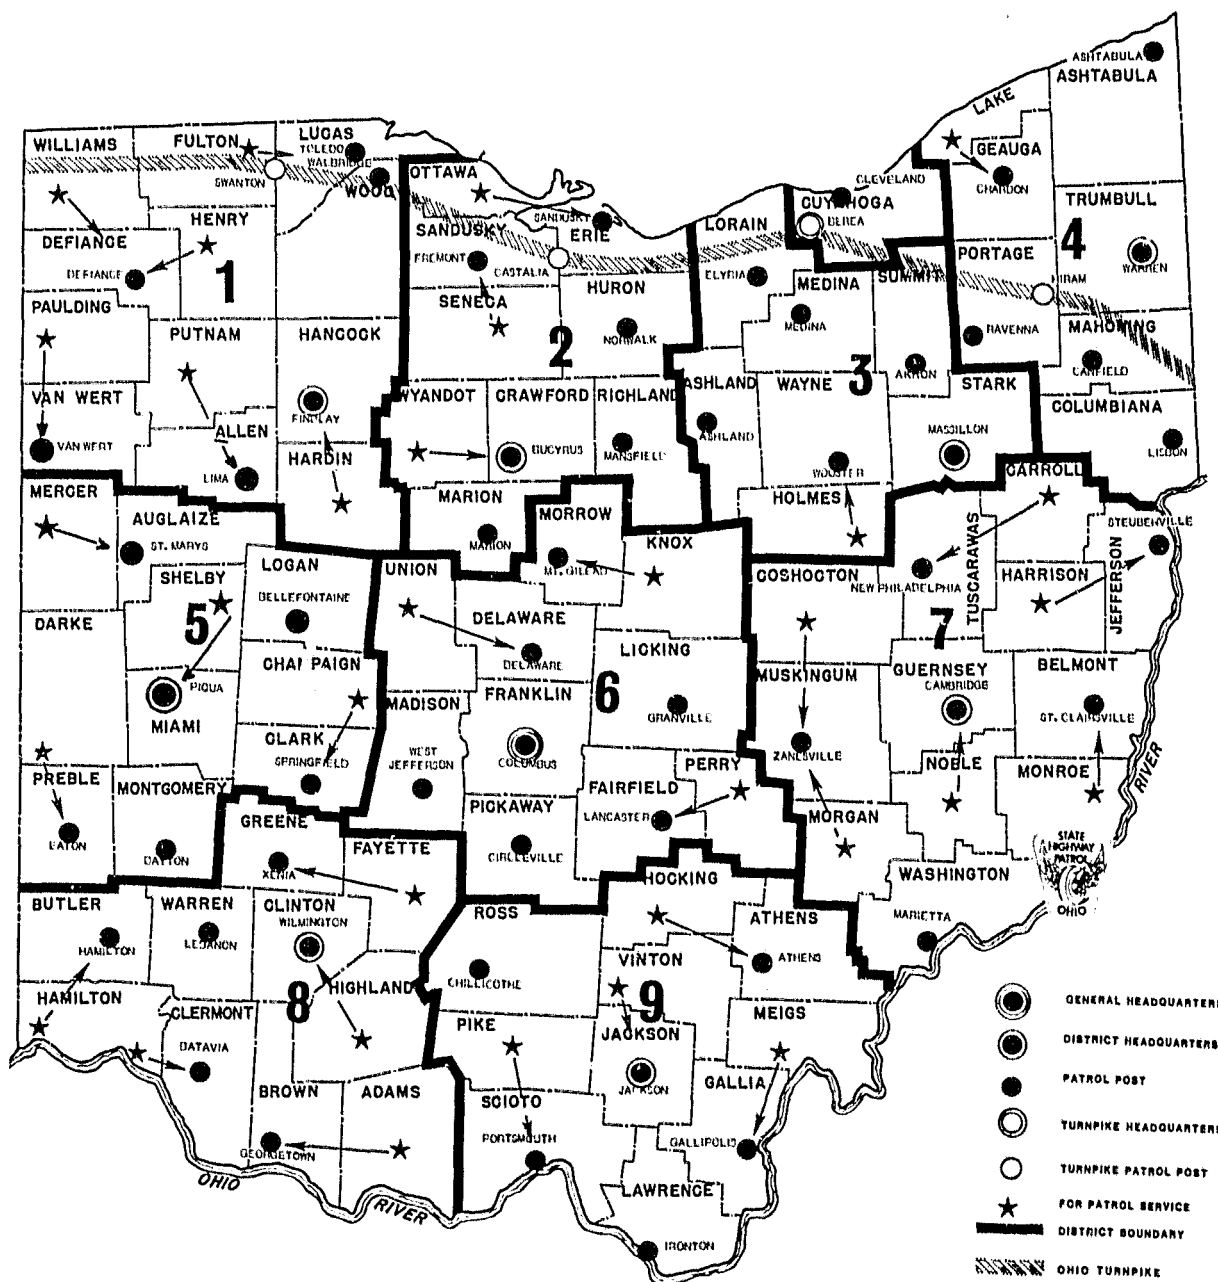 ASHTABULA
ASHTABULA
LAKE
GEAUGA
CHARDON
WILLIAMS
FULTON
LUCAS
TOLEDO
WALBRIDGE
SWANTON
WOOD
OTTAWA
CLEVELAND
CUYAHOGA
BEREA
TRUMBULL
4
WARREN
HENRY
DEFIANCE
DEFIANCE
1
SANDUSKY
SANDUSKY
ERIE
FREMONT
CASTALIA
LORAIN
ELYRIA
MEDINA
MEDINA
SUMMIT
PORTAGE
HIRAM
RAVENNA
MAHONING
CANFIELD
PAULDING
PUTNAM
HANCOCK
SENECA
HURON
2
NORWALK
3
AKRON
VAN WERT
VAN WERT
ALLEN
LIMA
FINDLAY
HARDIN
WYANDOT
CRAWFORD
BUCYRUS
RICHLAND
MANSFIELD
ASHLAND
ASHLAND
WAYNE
WOOSTER
STARK
MASSILLON
COLUMBIANA
LISBON
MERCER
AUGLAIZE
ST. MARYS
MARION
MARION
MORROW
MT. GILEAD
KNOX
HOLMES
CARROLL
STEUBENVILLE
JEFFERSON
SHELBY
5
LOGAN
BELLEFONTAINE
UNION
DELAWARE
DELAWARE
COSHOCTON
NEW PHILADELPHIA
TUSCARAWAS
7
HARRISON
DARKE
PIQUA
MIAMI
CHAMPAIGN
MADISON
FRANKLIN
COLUMBUS
6
LICKING
GRANVILLE
MUSKINGUM
ZANESVILLE
GUERNSEY
CAMBRIDGE
BELMONT
ST. CLAIRSVILLE
CLARK
SPRINGFIELD
WEST
JEFFERSON
PREBLE
EATON
MONTGOMERY
DAYTON
PICKAWAY
CIRCLEVILLE
FAIRFIELD
LANCASTER
PERRY
NOBLE
MONROE
RIVER
MORGAN
GREENE
XENIA
FAYETTE
WASHINGTON
MARIETTA
STATE
HIGHWAY
PATROL
OHIO
BUTLER
HAMILTON
WARREN
LEBANON
CLINTON
WILMINGTON
ROSS
CHILLICOTHE
HOCKING
ATHENS
ATHENS
HAMILTON
CLERMONT
BATAVIA
8
HIGHLAND
VINTON
9
PIKE
JACKSON
JACKSON
MEIGS
BROWN
GEORGETOWN
ADAMS
SCIOTO
PORTSMOUTH
GALLIA
GALLIPOLIS
LAWRENCE
IRONTON
OHIO
RIVER
GENERAL HEADQUARTERS
DISTRICT HEADQUARTERS
PATROL POST
TURNPIKE HEADQUARTERS
TURNPIKE PATROL POST
FOR PATROL SERVICE
DISTRICT BOUNDARY
OHIO TURNPIKE